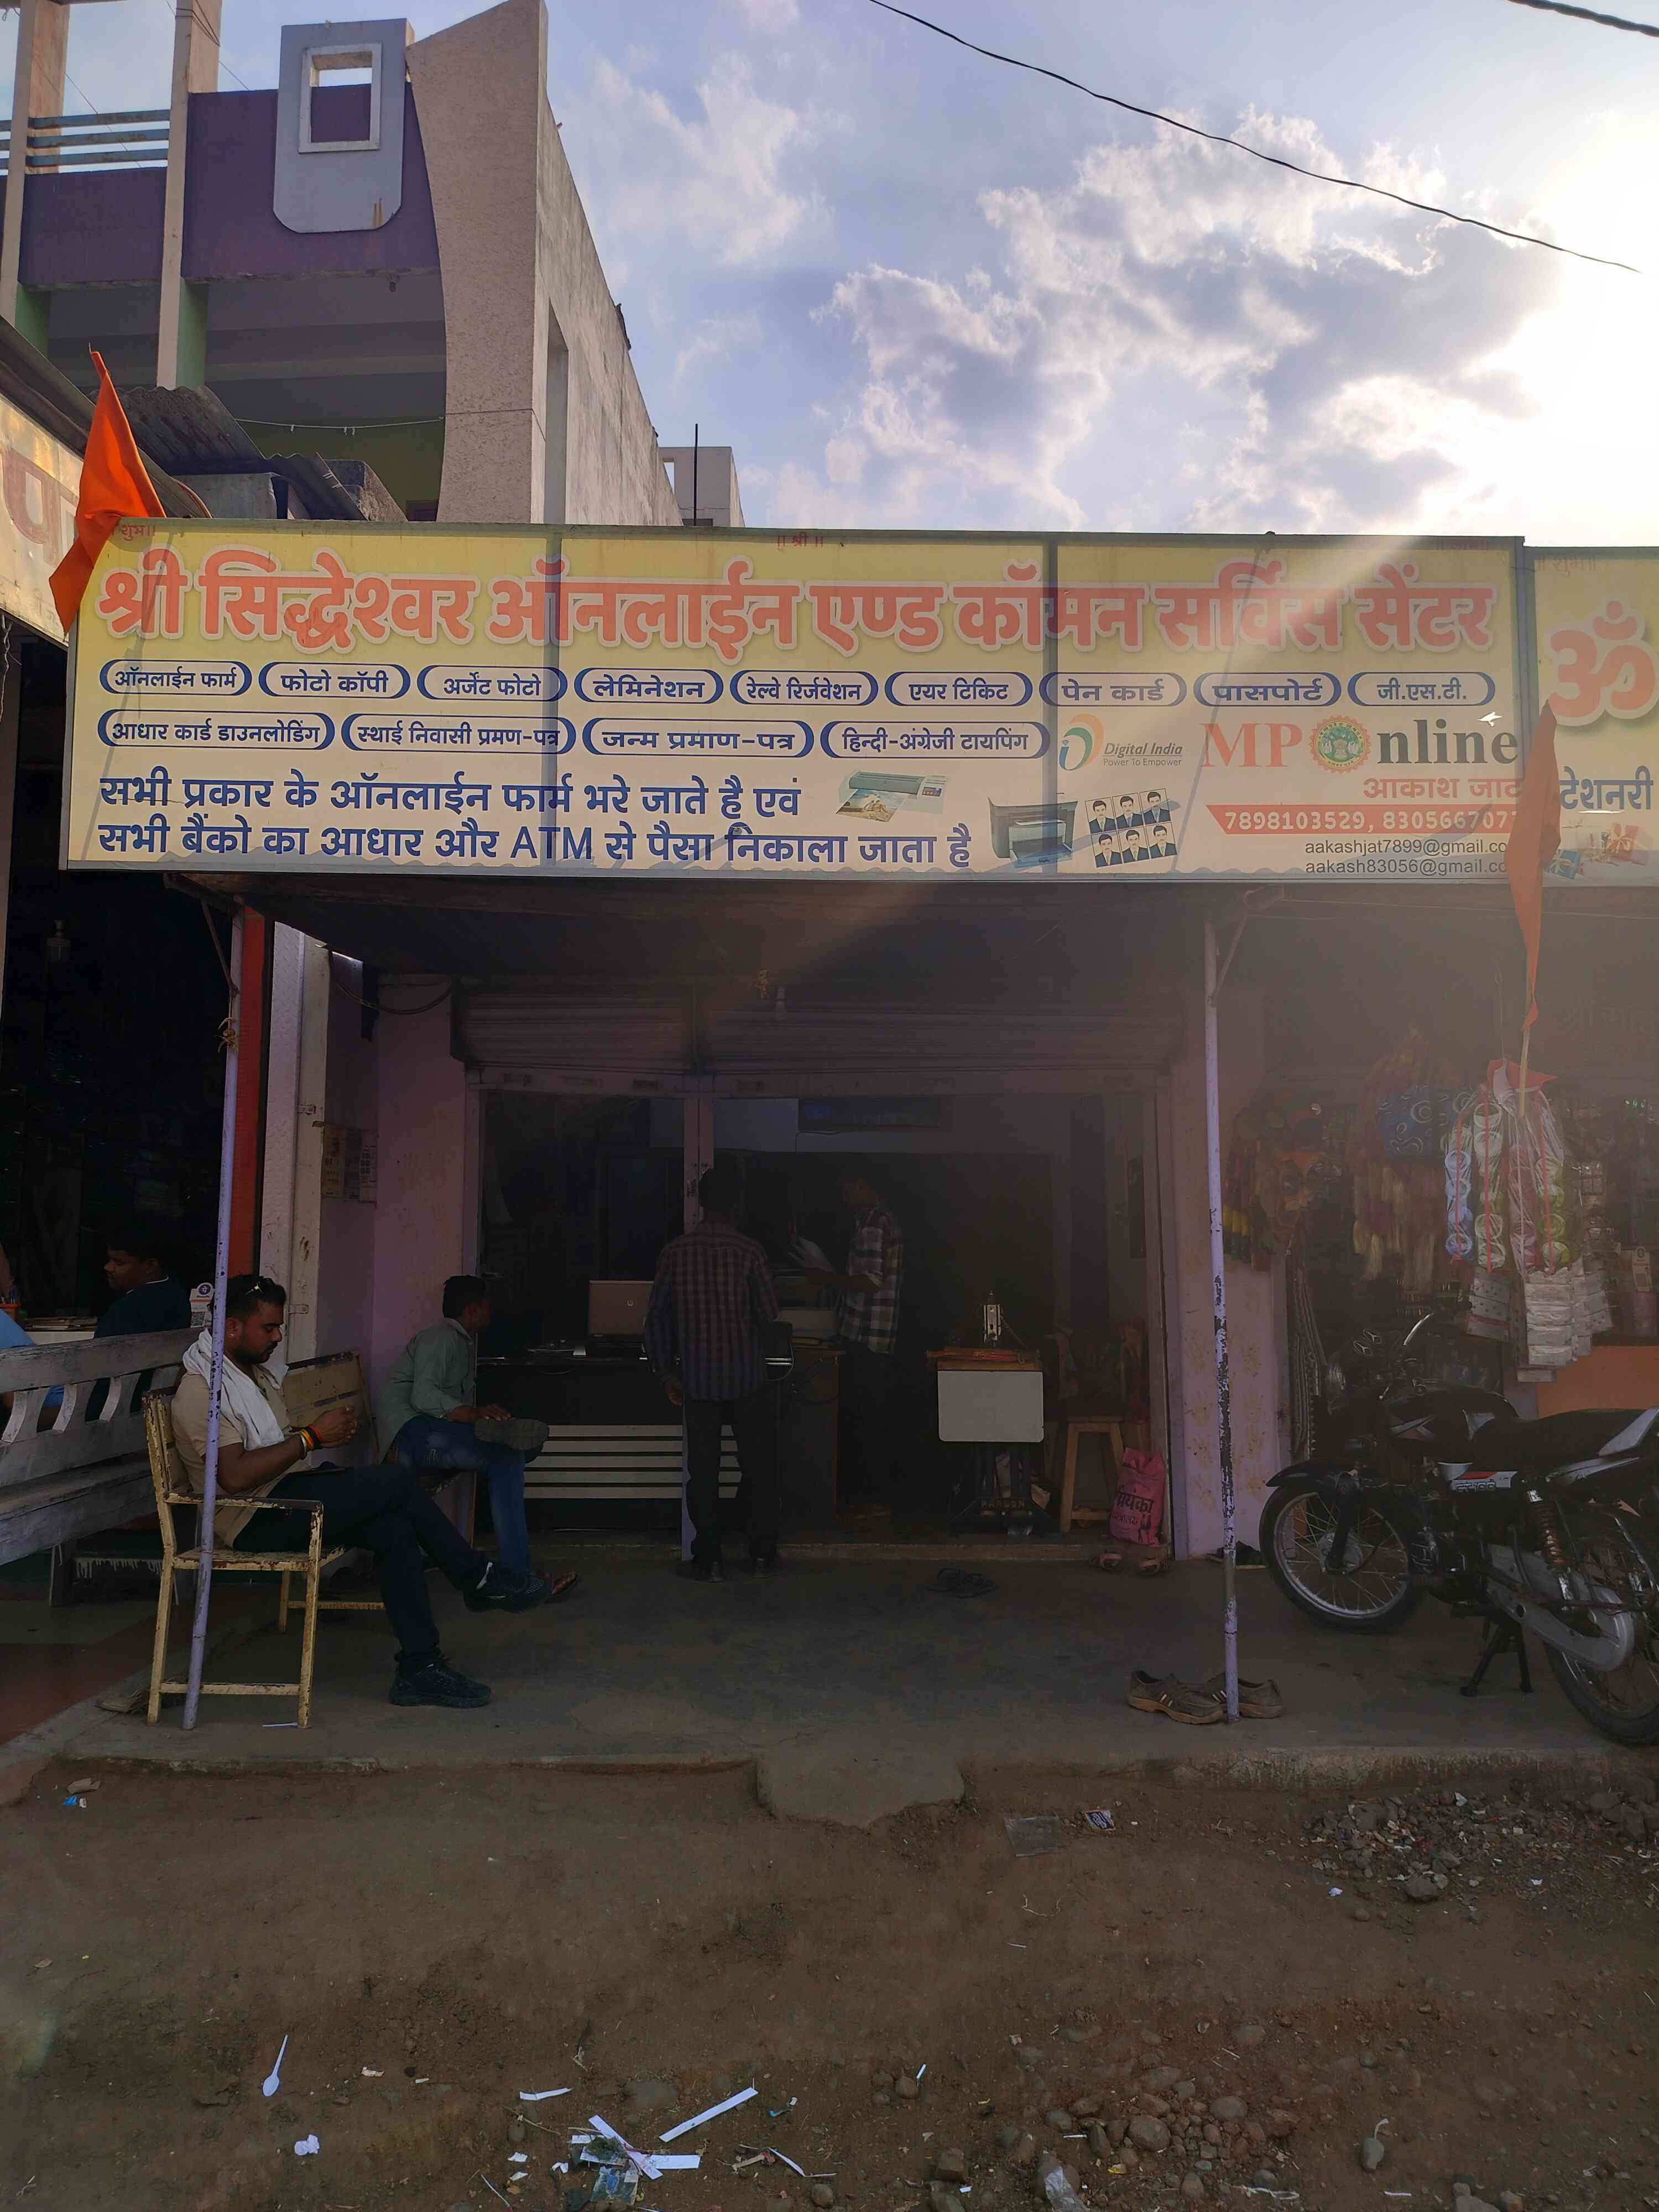 शुभ ।। ।। श्री ।।
श्री सिद्धेश्वर ऑनलाईन एण्ड कॉमन सर्विस सेंटर
ऑनलाईन फार्म फोटो कॉपी अर्जेंट फोटो लेमिनेशन रेल्वे रिर्जवेशन एयर टिकिट पेन कार्ड पासपोर्ट जी.एस.टी.
आधार कार्ड डाउनलोडिंग स्थाई निवासी प्रमण-पत्र जन्म प्रमाण-पत्र हिन्दी-अंग्रेजी टायपिंग
Digital India
Power To Empower
MP Online
सभी प्रकार के ऑनलाईन फार्म भरे जाते है एवं
सभी बैंको का आधार और ATM से पैसा निकाला जाता है
आकाश जाट
7898103529, 830566707
aakashjat7899@gmail.co
aakash83056@gmail.co
ॐ
टेशनरी